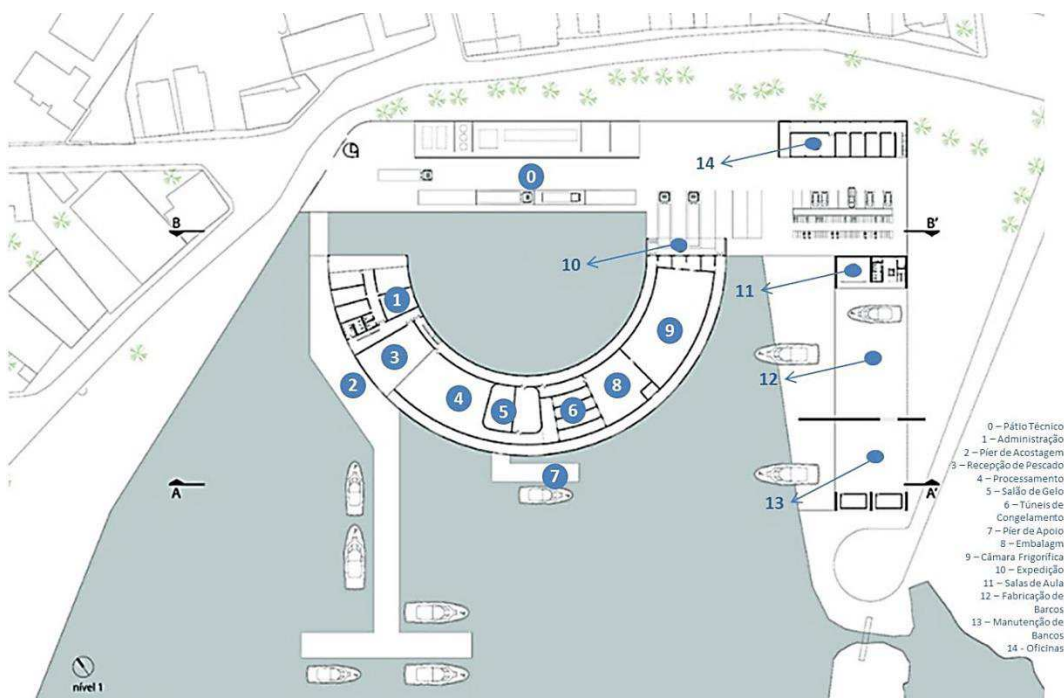 0
14
B
B'
10
11
1
9
3
2
12
8
4
5
6
7
A
A'
13
0 – Pátio Técnico
1 – Administração
2 – Píer de Acostagem
3 – Recepção de Pescado
4 – Processamento
5 – Salão de Gelo
6 – Túneis de
Congelamento
7 – Píer de Apoio
8 – Embalagm
9 – Câmara Frigorífica
10 – Expedição
11 – Salas de Aula
12 – Fabricação de
Barcos
13 – Manutenção de
Bancos
14 - Oficinas
nível 1